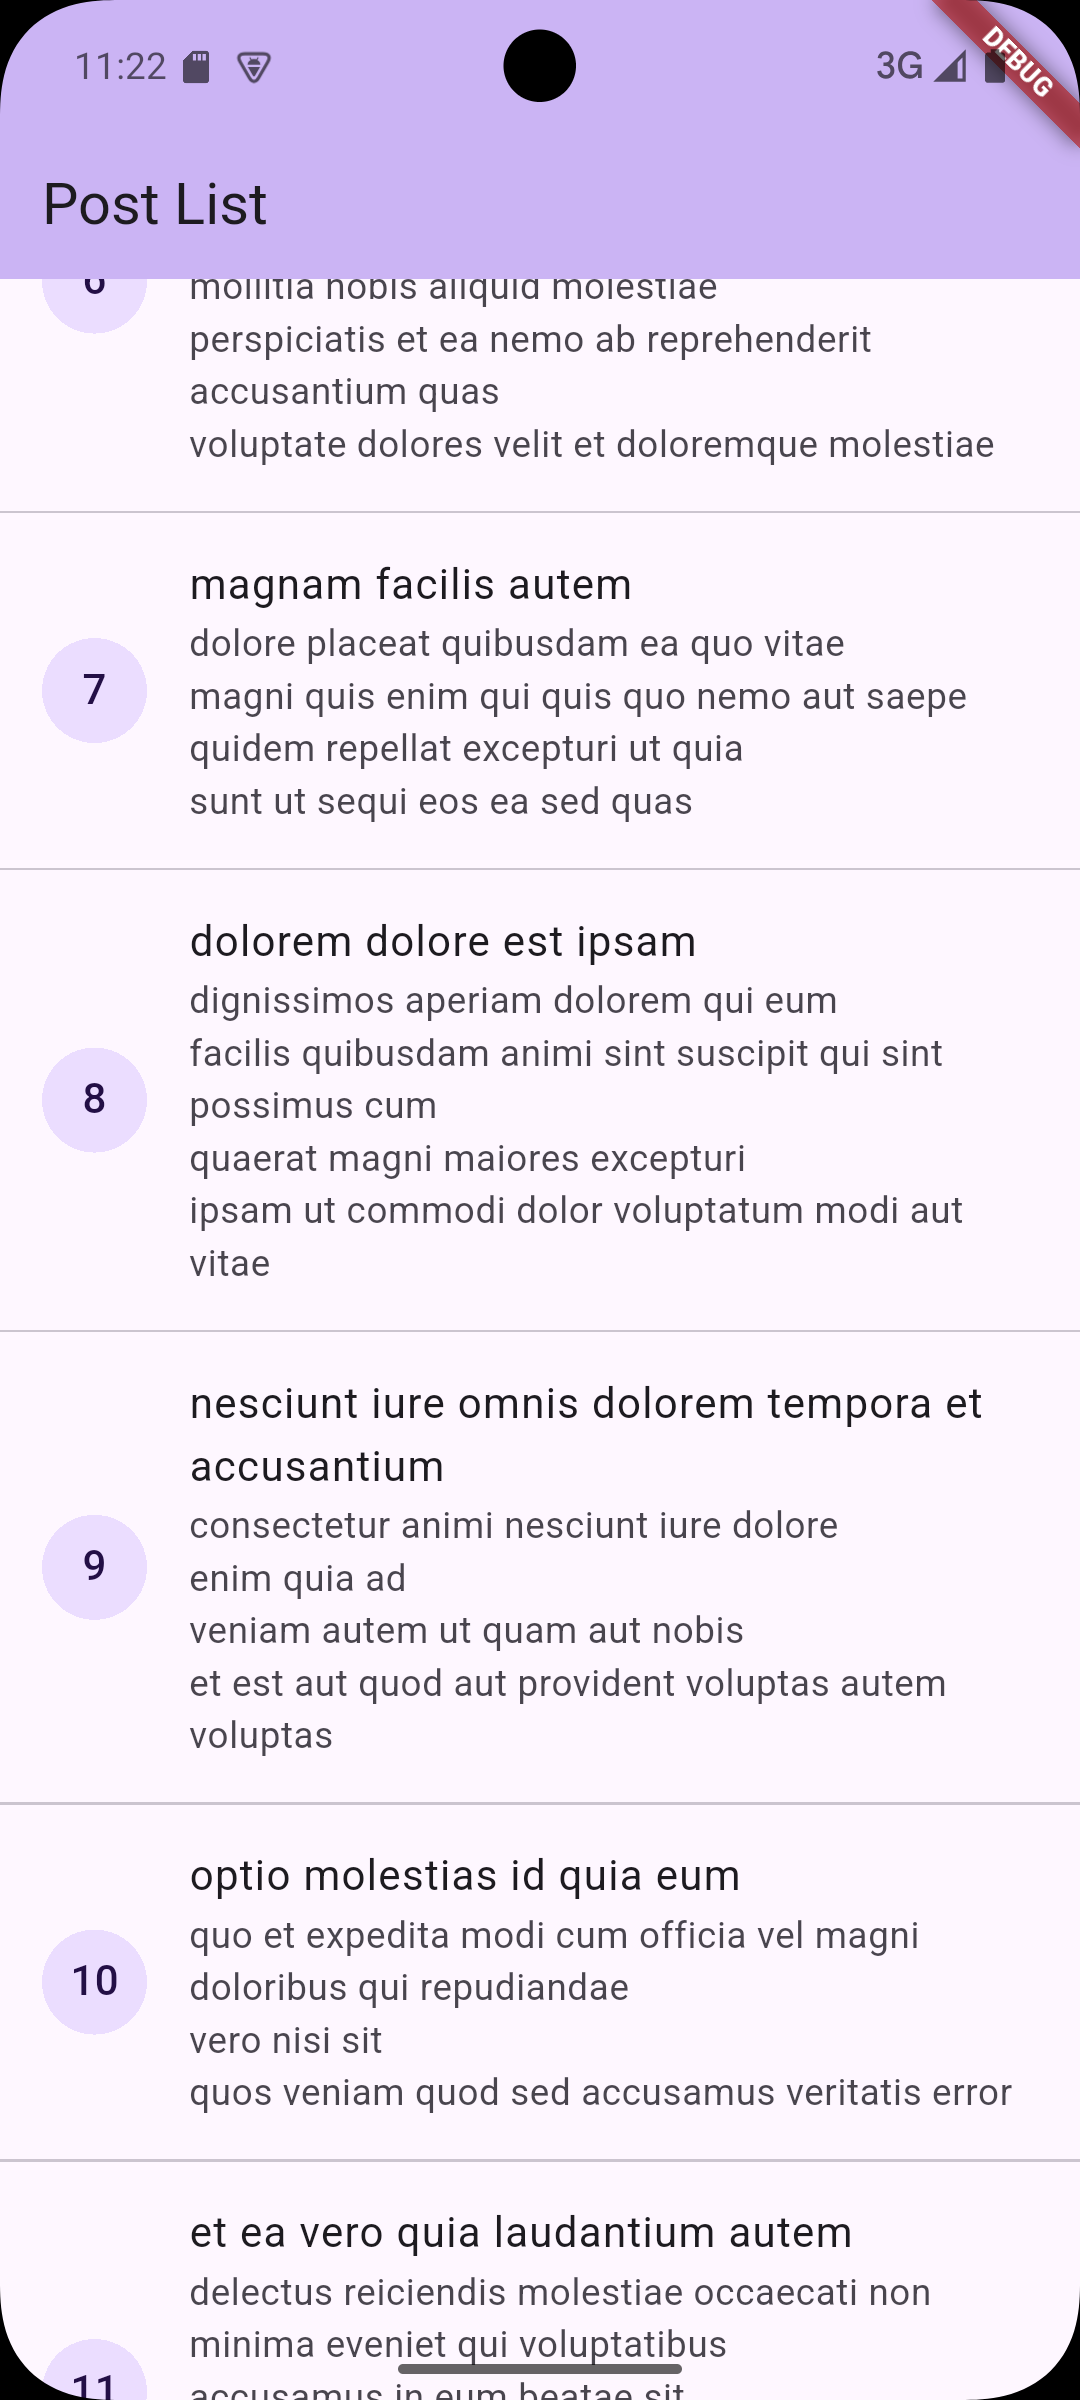 11:22
3G
DEBUG
Post List
6
mollitia nobis aliquid molestiae
perspiciatis et ea nemo ab reprehenderit
accusantium quas
voluptate dolores velit et doloremque molestiae
magnam facilis autem
7
dolore placeat quibusdam ea quo vitae
magni quis enim qui quis quo nemo aut saepe
quidem repellat excepturi ut quia
sunt ut sequi eos ea sed quas
dolorem dolore est ipsam
8
dignissimos aperiam dolorem qui eum
facilis quibusdam animi sint suscipit qui sint
possimus cum
quaerat magni maiores excepturi
ipsam ut commodi dolor voluptatum modi aut
vitae
nesciunt iure omnis dolorem tempora et
accusantium
9
consectetur animi nesciunt iure dolore
enim quia ad
veniam autem ut quam aut nobis
et est aut quod aut provident voluptas autem
voluptas
optio molestias id quia eum
10
quo et expedita modi cum officia vel magni
doloribus qui repudiandae
vero nisi sit
quos veniam quod sed accusamus veritatis error
et ea vero quia laudantium autem
11
delectus reiciendis molestiae occaecati non
minima eveniet qui voluptatibus
accusamus in eum beatae sit